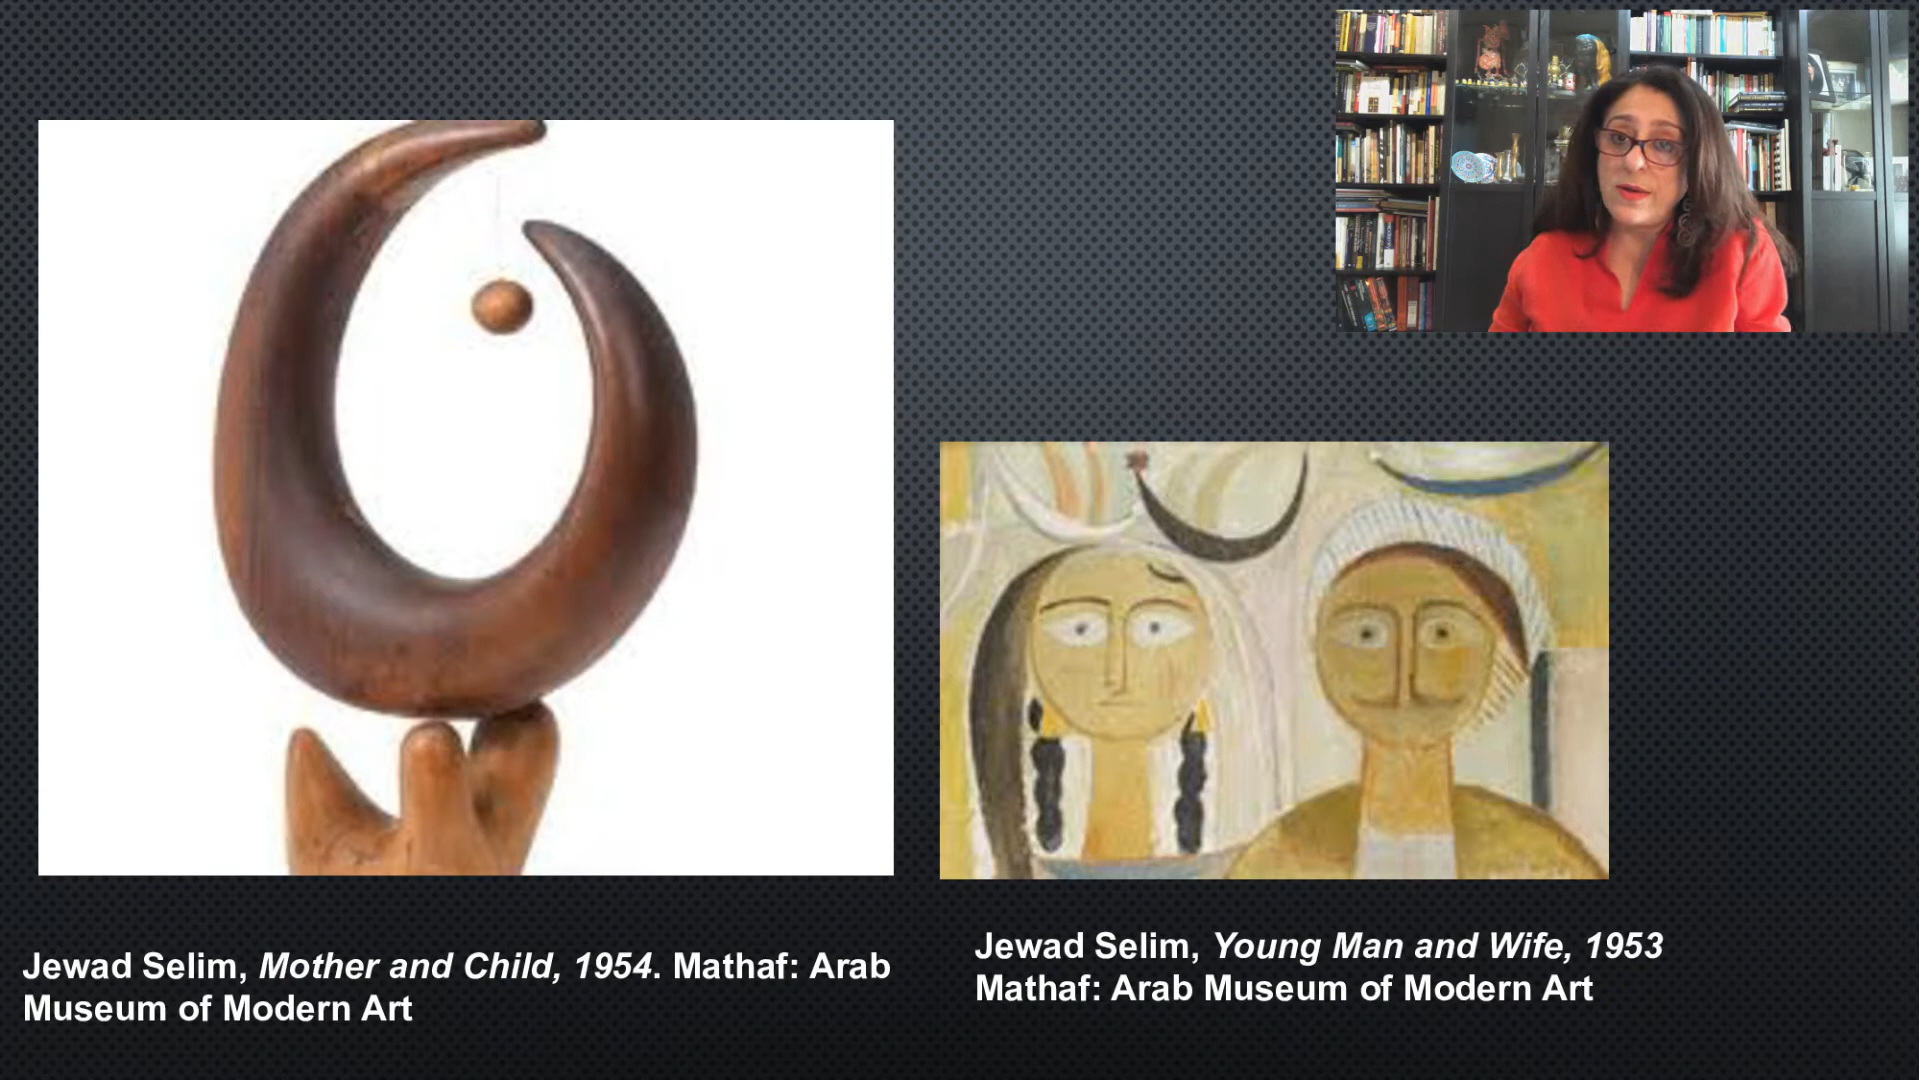 Jewad Selim, Mother and Child, 1954. Mathaf: Arab
Museum of Modern Art
Jewad Selim, Young Man and Wife, 1953
Mathaf: Arab Museum of Modern Art